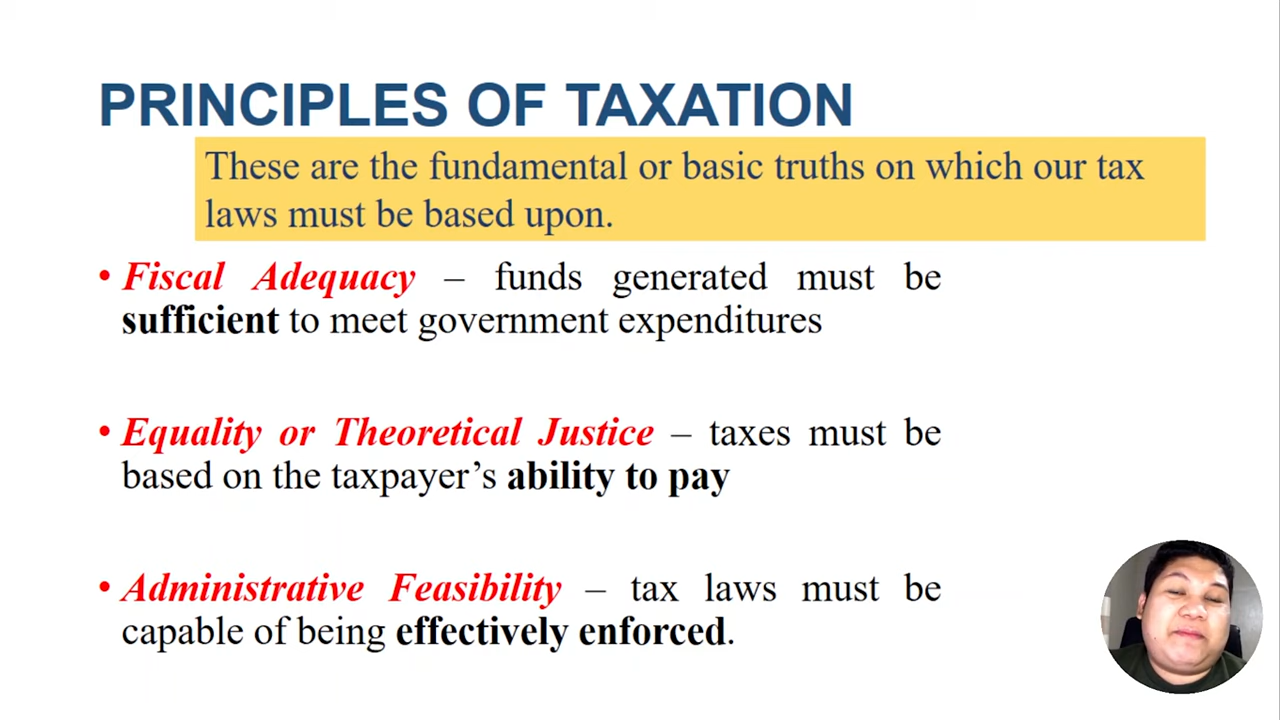 PRINCIPLES OF TAXATION
These are the fundamental or basic truths on which our tax
laws must be based upon.
• Fiscal Adequacy – funds generated must be
sufficient to meet government expenditures
• Equality or Theoretical Justice – taxes must be
based on the taxpayer’s ability to pay
• Administrative Feasibility – tax laws must be
capable of being effectively enforced.